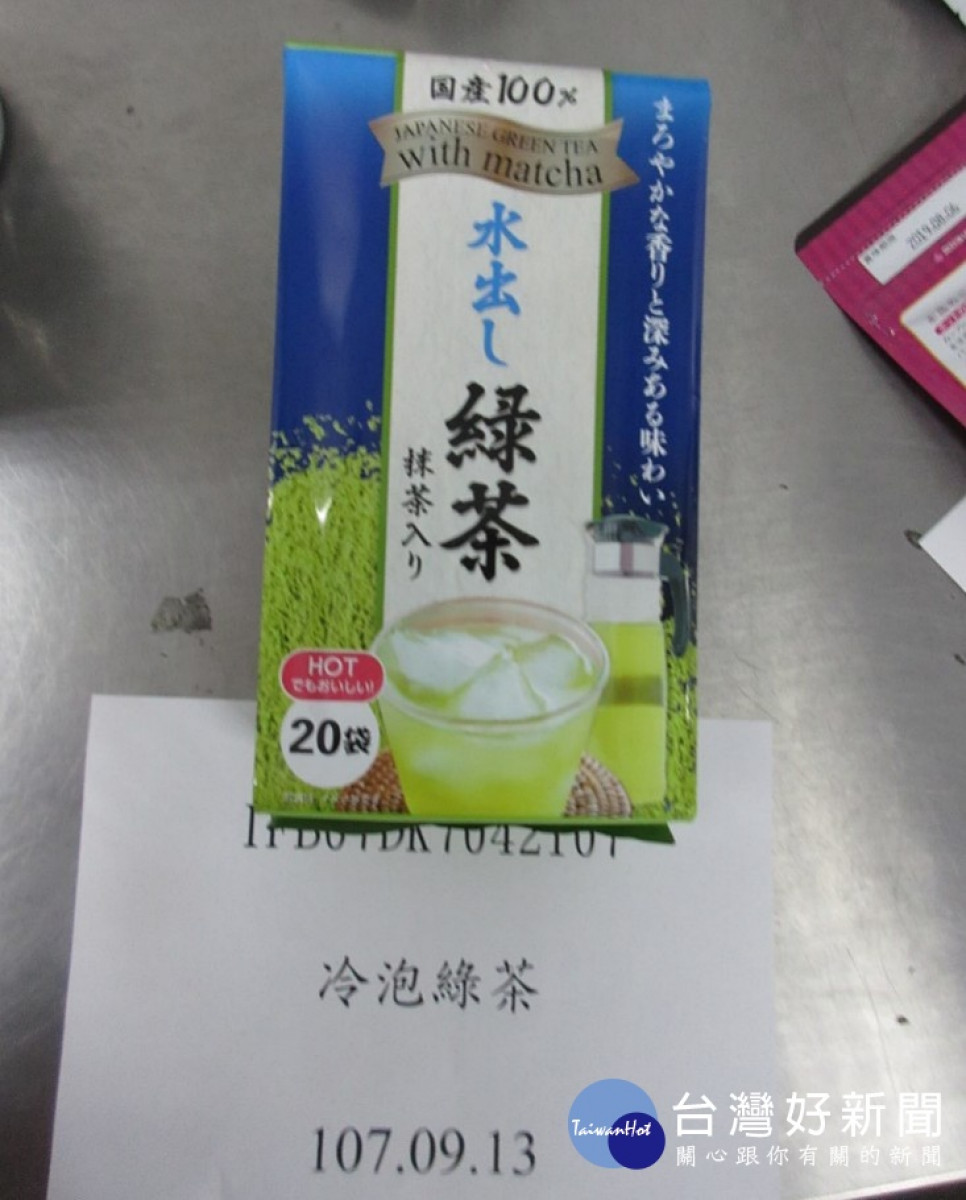 国産100%
JAPANESE GREEN TEA
with matcha
まろやかな香りと深みある味わい
水出し
緑茶
抹茶入り
HOT
でもおいしい!
20袋
冷泡綠茶
107.09.13
TaiwanHot
台灣好新聞
關心跟你有關的新聞